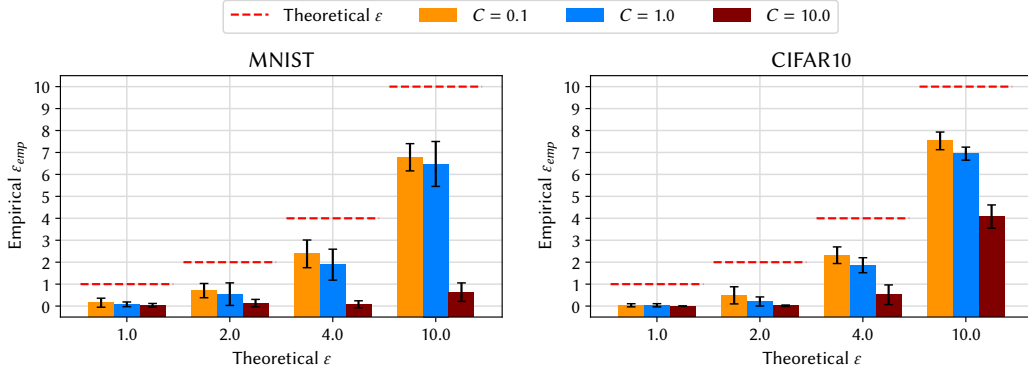 Theoretical ε C = 0.1 C = 1.0 C = 10.0
MNIST
10
9
8
7
6
5
4
3
2
1
0
Empirical εemp
1.0 2.0 4.0 10.0
Theoretical ε
CIFAR10
10
9
8
7
6
5
4
3
2
1
0
Empirical εemp
1.0 2.0 4.0 10.0
Theoretical ε